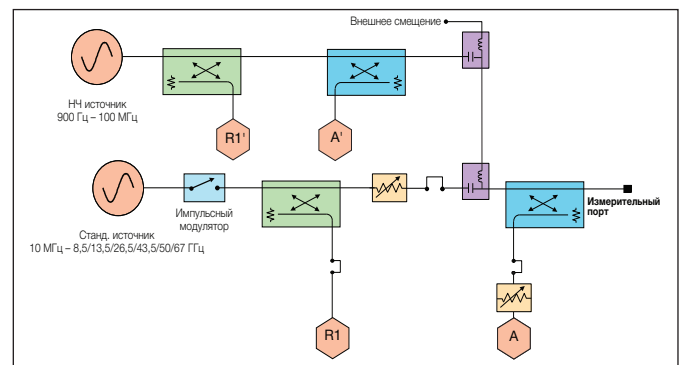 Внешнее смещение
НЧ источник
900 Гц – 100 МГц
R1'
A'
Импульсный
модулятор
Измерительный
порт
Станд. источник
10 МГц – 8,5/13,5/26,5/43,5/50/67 ГГц
R1
A